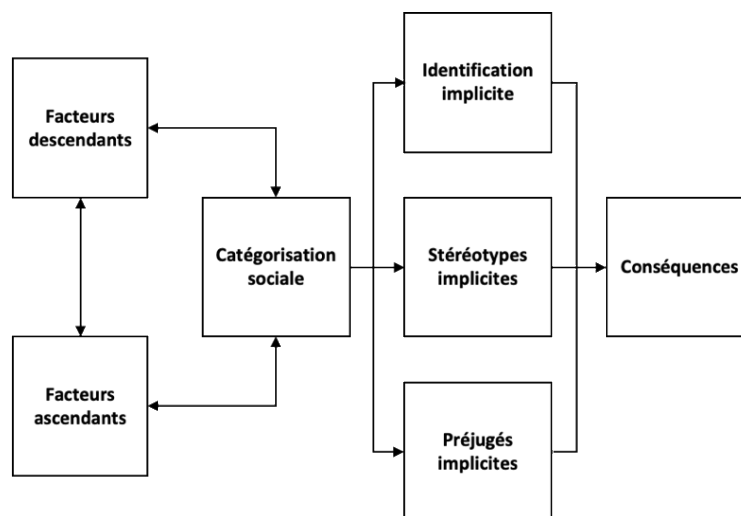 Facteurs
descendants
Facteurs
ascendants
Catégorisation
sociale
Identification
implicite
Stéréotypes
implicites
Préjugés
implicites
Conséquences